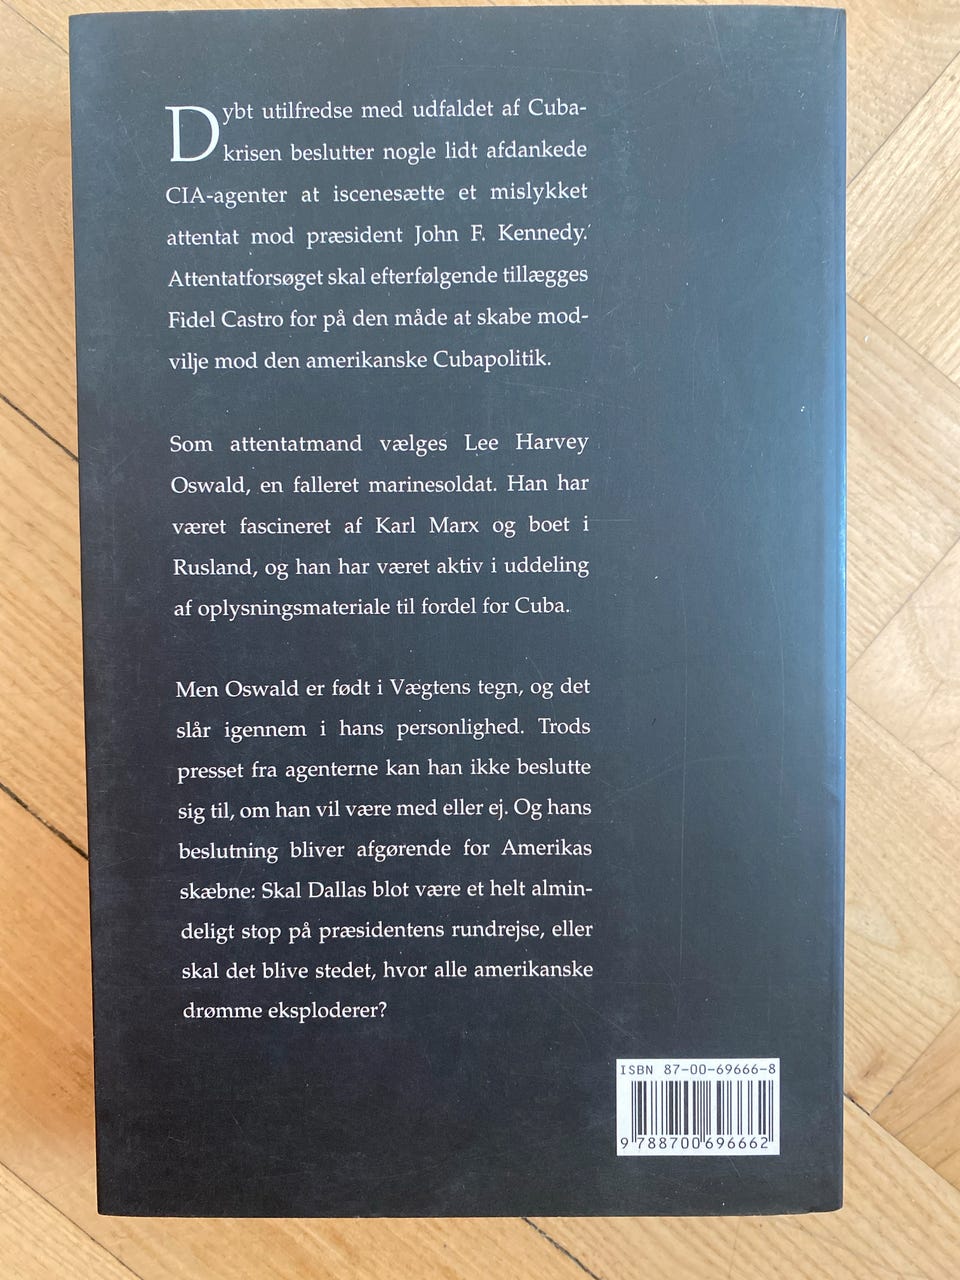 Dybt utilfredse med udfaldet af Cuba-
krisen beslutter nogle lidt afdankede
CIA-agenter at iscenesætte et mislykket
attentat mod præsident John F. Kennedy.
Attentatforsøget skal efterfølgende tillægges
Fidel Castro for på den måde at skabe mod-
vilje mod den amerikanske Cubapolitik.
Som attentatmand vælges Lee Harvey
Oswald, en falleret marinesoldat. Han har
været fascineret af Karl Marx og boet i
Rusland, og han har været aktiv i uddeling
af oplysningsmateriale til fordel for Cuba.
Men Oswald er født i Vægtens tegn, og det
slår igennem i hans personlighed. Trods
presset fra agenterne kan han ikke beslutte
sig til, om han vil være med eller ej. Og hans
beslutning bliver afgørende for Amerikas
skæbne: Skal Dallas blot være et helt almin-
deligt stop på præsidentens rundrejse, eller
skal det blive stedet, hvor alle amerikanske
drømme eksploderer?
ISBN 87-00-69666-8
9 788700 696662